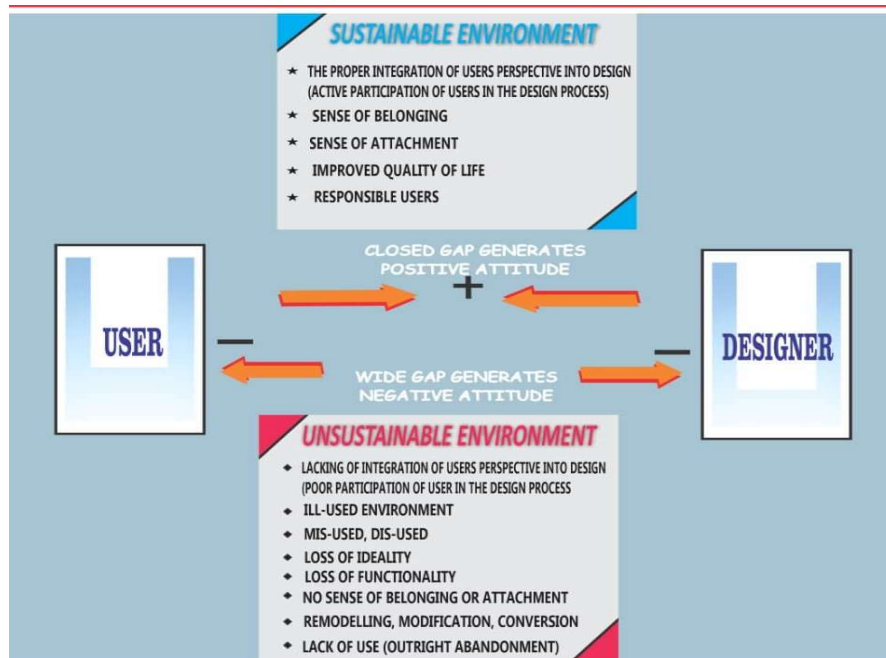 SUSTAINABLE ENVIRONMENT
★ THE PROPER INTEGRATION OF USERS PERSPECTIVE INTO DESIGN
(ACTIVE PARTICIPATION OF USERS IN THE DESIGN PROCESS)
★ SENSE OF BELONGING
★ SENSE OF ATTACHMENT
★ IMPROVED QUALITY OF LIFE
★ RESPONSIBLE USERS
CLOSED GAP GENERATES
POSITIVE ATTITUDE
+
USER
–
–
DESIGNER
WIDE GAP GENERATES
NEGATIVE ATTITUDE
UNSUSTAINABLE ENVIRONMENT
◆ LACKING OF INTEGRATION OF USERS PERSPECTIVE INTO DESIGN
(POOR PARTICIPATION OF USER IN THE DESIGN PROCESS
◆ ILL-USED ENVIRONMENT
◆ MIS-USED, DIS-USED
◆ LOSS OF IDEALITY
◆ LOSS OF FUNCTIONALITY
◆ NO SENSE OF BELONGING OR ATTACHMENT
◆ REMODELLING, MODIFICATION, CONVERSION
◆ LACK OF USE (OUTRIGHT ABANDONMENT)